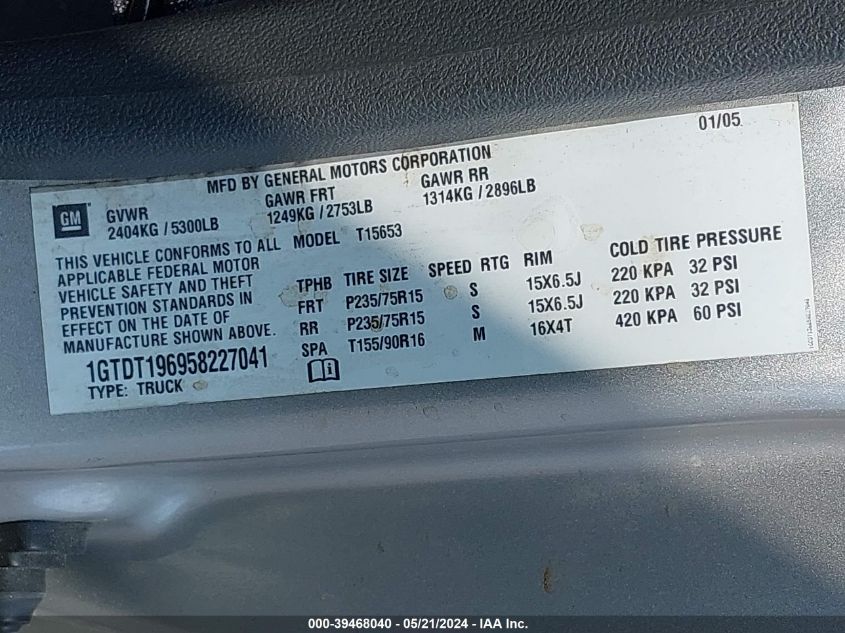 01/05
MFD BY GENERAL MOTORS CORPORATION
GM GVWR GAWR FRT GAWR RR
2404KG / 5300LB 1249KG / 2753LB 1314KG / 2896LB
THIS VEHICLE CONFORMS TO ALL
APPLICABLE FEDERAL MOTOR
VEHICLE SAFETY AND THEFT
PREVENTION STANDARDS IN
EFFECT ON THE DATE OF
MANUFACTURE SHOWN ABOVE.
1GTDT196958227041
TYPE: TRUCK
MODEL T15653
TPHB TIRE SIZE SPEED RTG RIM COLD TIRE PRESSURE
FRT P235/75R15 S 15X6.5J 220 KPA 32 PSI
RR P235/75R15 S 15X6.5J 220 KPA 32 PSI
SPA T155/90R16 M 16X4T 420 KPA 60 PSI
000-39468040 - 05/21/2024 - IAA Inc.